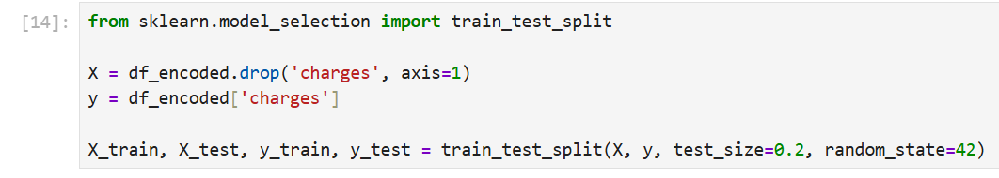 [14]: from sklearn.model_selection import train_test_split
X = df_encoded.drop('charges', axis=1)
y = df_encoded['charges']
X_train, X_test, y_train, y_test = train_test_split(X, y, test_size=0.2, random_state=42)